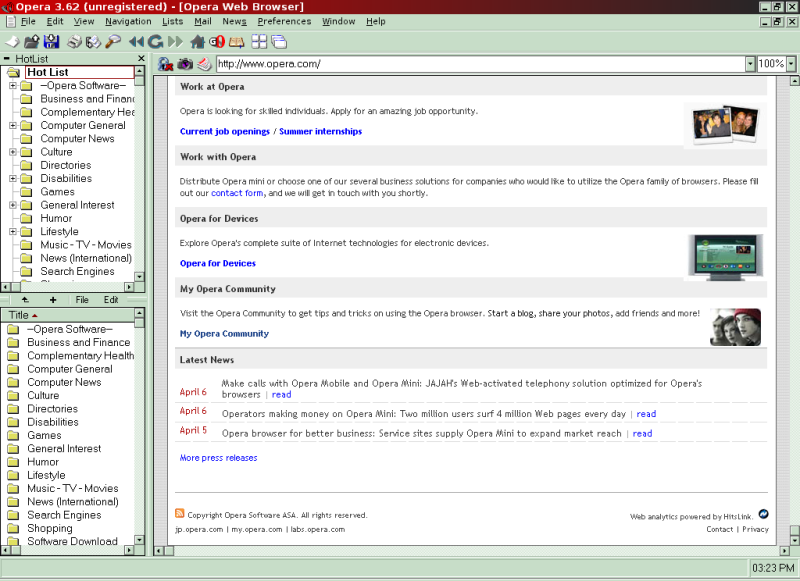 Opera 3.62 (unregistered) - [Opera Web Browser]
File Edit View Navigation Lists Mail News Preferences Window Help
HotList
http://www.opera.com/ 100%
Hot List
-Opera Software-
Business and Finan
Complementary He
Computer General
Computer News
Culture
Directories
Disabilities
Games
General Interest
Humor
Lifestyle
Music - TV - Movies
News (International)
Search Engines
File Edit
Title
-Opera Software-
Business and Finance
Complementary Health
Computer General
Computer News
Culture
Directories
Disabilities
Games
General Interest
Humor
Lifestyle
Music - TV - Movies
News (International)
Search Engines
Shopping
Software Download
Work at Opera
Opera is looking for skilled individuals. Apply for an amazing job opportunity.
Current job openings / Summer internships
Work with Opera
Distribute Opera mini or choose one of our several business solutions for companies who would like to utilize the Opera family of browsers. Please fill
out our contact form, and we will get in touch with you shortly.
Opera for Devices
Explore Opera's complete suite of Internet technologies for electronic devices.
Opera for Devices
My Opera Community
Visit the Opera Community to get tips and tricks on using the Opera browser. Start a blog, share your photos, add friends and more!
My Opera Community
Latest News
April 6 Make calls with Opera Mobile and Opera Mini: JAJAH's Web-activated telephony solution optimized for Opera's
browsers | read
April 6 Operators making money on Opera Mini: Two million users surf 4 million Web pages every day | read
April 5 Opera browser for better business: Service sites supply Opera Mini to expand market reach | read
More press releases
Copyright Opera Software ASA. All rights reserved. Web analytics powered by HitsLink.
jp.opera.com | my.opera.com | labs.opera.com Contact | Privacy
03:23 PM